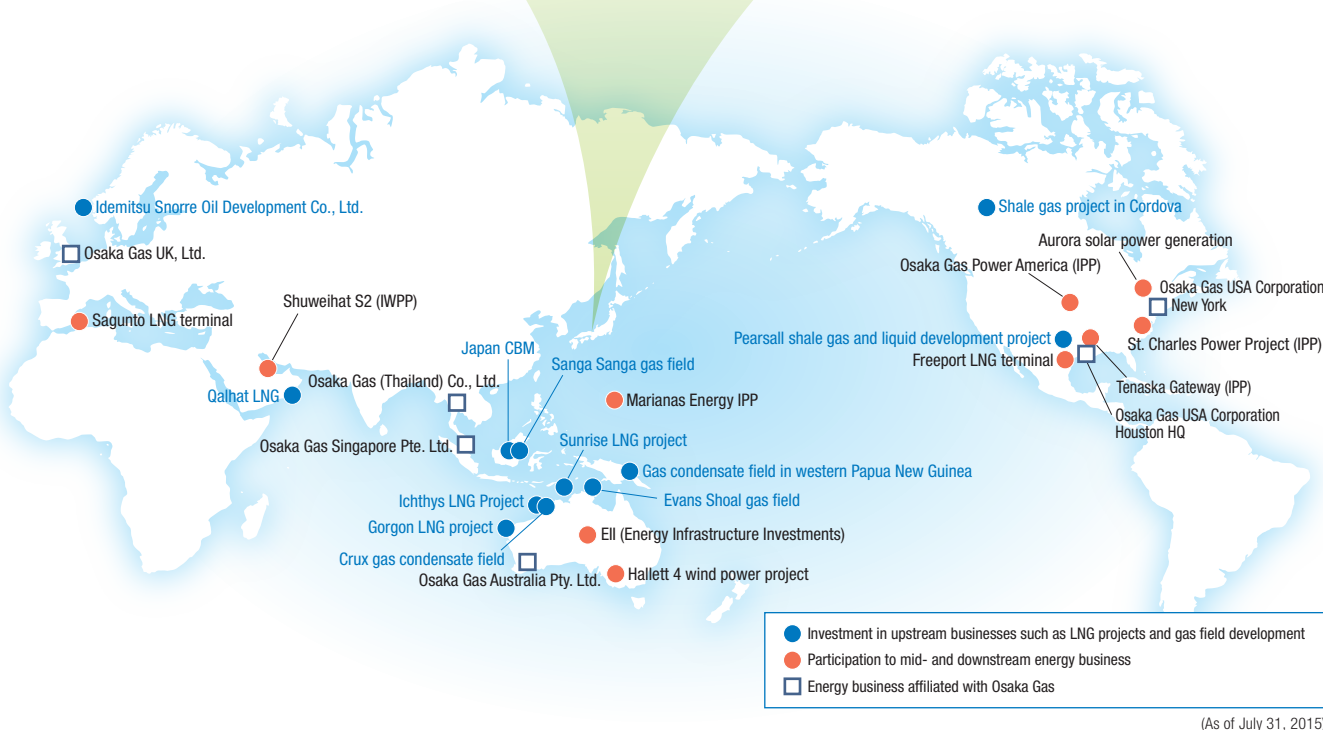 Idemitsu Snorre Oil Development Co., Ltd.
Shale gas project in Cordova
Aurora solar power generation
Osaka Gas UK, Ltd.
Osaka Gas Power America (IPP)
Osaka Gas USA Corporation
New York
Shuweihat S2 (IWPP)
Sagunto LNG terminal
Pearsall shale gas and liquid development project
St. Charles Power Project (IPP)
Japan CBM
Freeport LNG terminal
Sanga Sanga gas field
Osaka Gas (Thailand) Co., Ltd.
Tenaska Gateway (IPP)
Qalhat LNG
Marianas Energy IPP
Osaka Gas USA Corporation
Houston HQ
Osaka Gas Singapore Pte. Ltd.
Sunrise LNG project
Gas condensate field in western Papua New Guinea
Ichthys LNG Project
Evans Shoal gas field
Gorgon LNG project
EII (Energy Infrastructure Investments)
Crux gas condensate field
Osaka Gas Australia Pty. Ltd.
Hallett 4 wind power project
Investment in upstream businesses such as LNG projects and gas field development
Participation to mid- and downstream energy business
Energy business affiliated with Osaka Gas
(As of July 31, 2015)